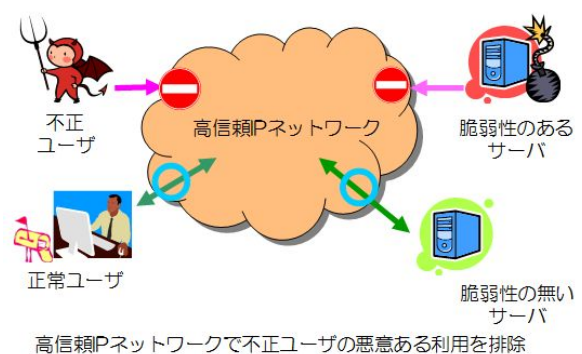 不正
ユーザ
高信頼IPネットワーク
脆弱性のある
サーバ
正常ユーザ
脆弱性の無い
サーバ
高信頼IPネットワークで不正ユーザの悪意ある利用を排除